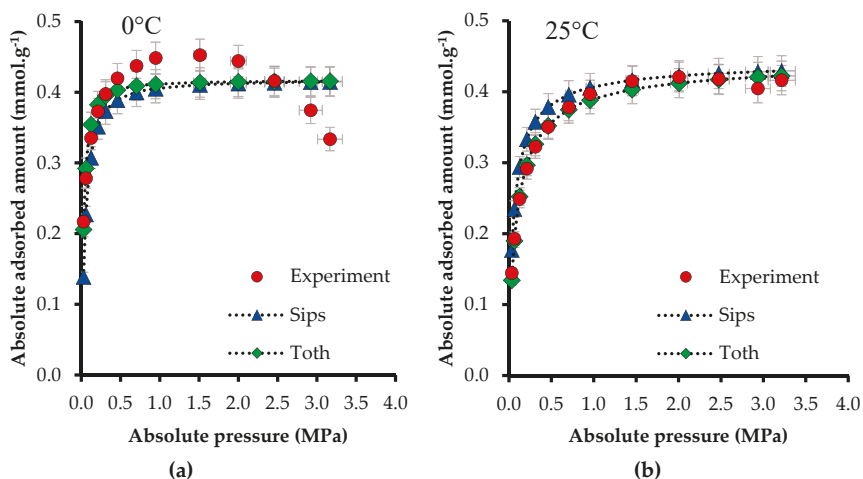 0°C
Absolute adsorbed amount (mmol.g⁻¹)
0.5
0.4
0.3
0.2
0.1
0.0
Experiment
Sips
Toth
0.0 0.5 1.0 1.5 2.0 2.5 3.0 3.5 4.0
Absolute pressure (MPa)
(a)
25°C
Absolute adsorbed amount (mmol.g⁻¹)
0.5
0.4
0.3
0.2
0.1
0.0
Experiment
Sips
Toth
0.0 0.5 1.0 1.5 2.0 2.5 3.0 3.5 4.0
Absolute pressure (MPa)
(b)